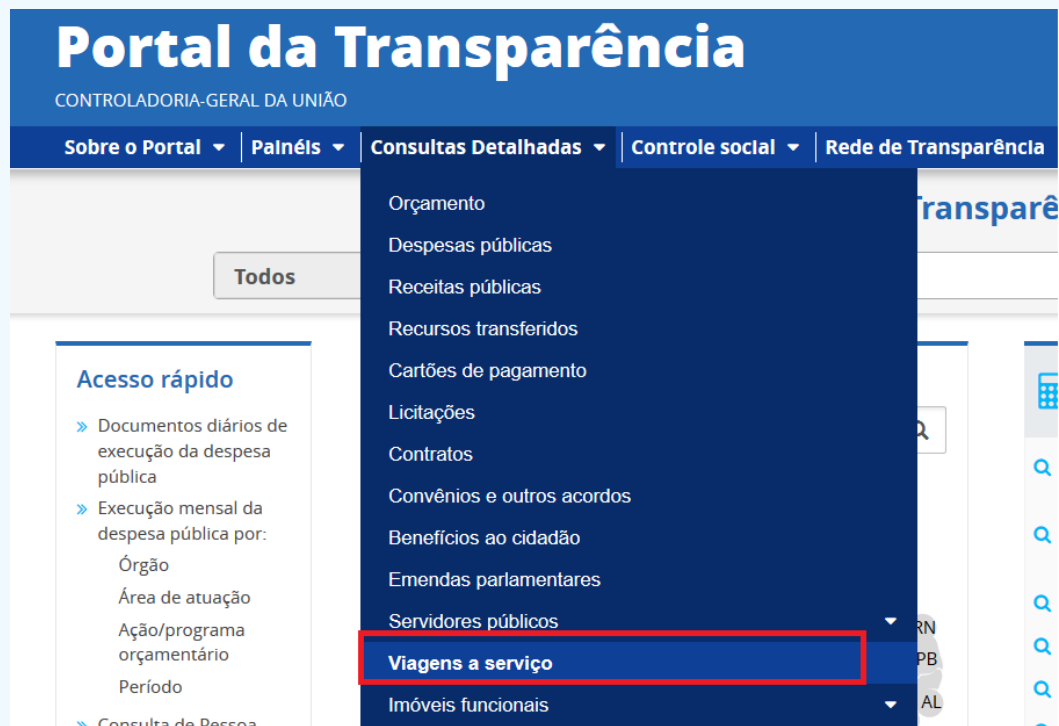 Portal da Transparência
CONTROLADORIA-GERAL DA UNIÃO
Sobre o Portal
Painéis
Consultas Detalhadas
Controle social
Rede de Transparência
Todos
Orçamento
Despesas públicas
Receitas públicas
Recursos transferidos
Cartões de pagamento
Licitações
Contratos
Convênios e outros acordos
Benefícios ao cidadão
Emendas parlamentares
Servidores públicos
Viagens a serviço
Imóveis funcionais
Acesso rápido
Documentos diários de
execução da despesa
pública
Execução mensal da
despesa pública por:
Órgão
Área de atuação
Ação/programa
orçamentário
Período
Consulta de Pessoa
RN
PB
AL